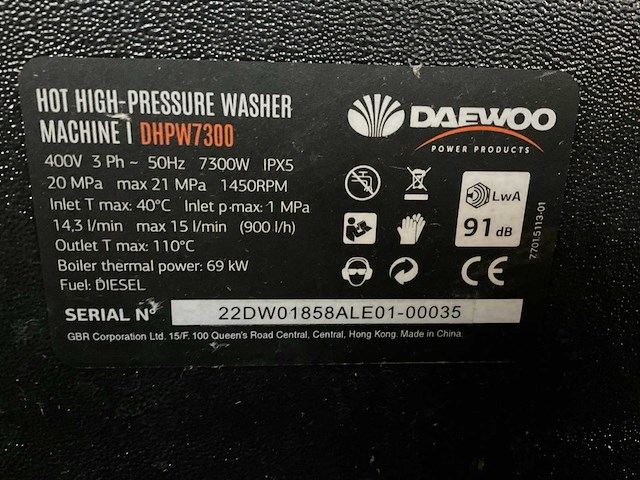 HOT HIGH-PRESSURE WASHER
MACHINE | DHPW7300
400V 3 Ph ~ 50Hz 7300W IPX5
20 MPa max 21 MPa 1450RPM
Inlet T max: 40°C Inlet p-max: 1 MPa
14,3 l/min max 15 l/min (900 l/h)
Outlet T max: 110°C
Boiler thermal power: 69 kW
Fuel: DIESEL
DAEWOO
POWER PRODUCTS
LwA
91 dB
CE
7701.5113-01
SERIAL Nº 22DW01858ALE01-00035
GBR Corporation Ltd. 15/F. 100 Queen's Road Central, Central, Hong Kong. Made in China.